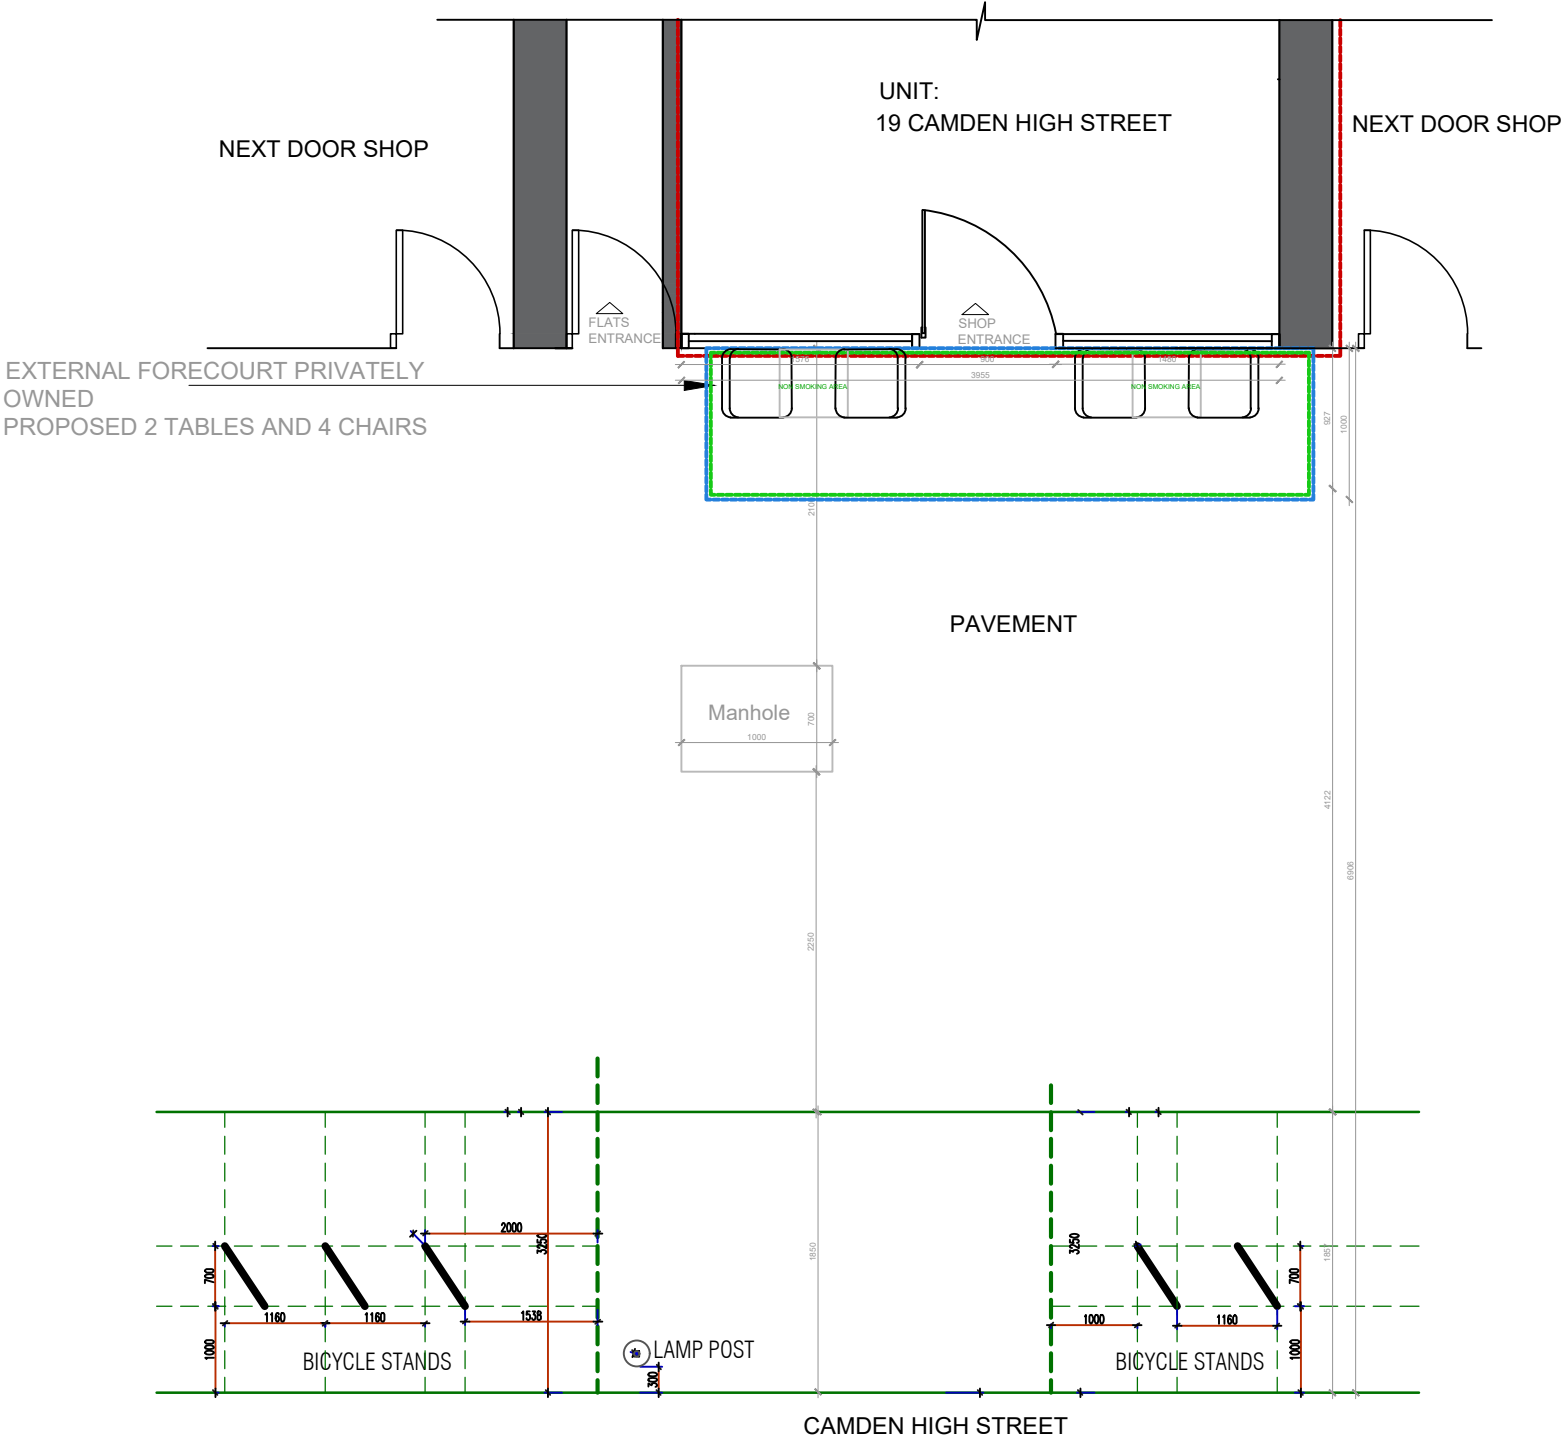 UNIT:
19 CAMDEN HIGH STREET
NEXT DOOR SHOP
NEXT DOOR SHOP
FLATS
ENTRANCE
SHOP
ENTRANCE
EXTERNAL FORECOURT PRIVATELY
OWNED
PROPOSED 2 TABLES AND 4 CHAIRS
900
1480
3955
NON SMOKING AREA
NON SMOKING AREA
927
1000
PAVEMENT
Manhole
700
1000
4122
6906
2250
2000
3250
3250
1850
700
700
1160
1160
1538
1000
1160
1000
1000
BICYCLE STANDS
LAMP POST
300
BICYCLE STANDS
CAMDEN HIGH STREET